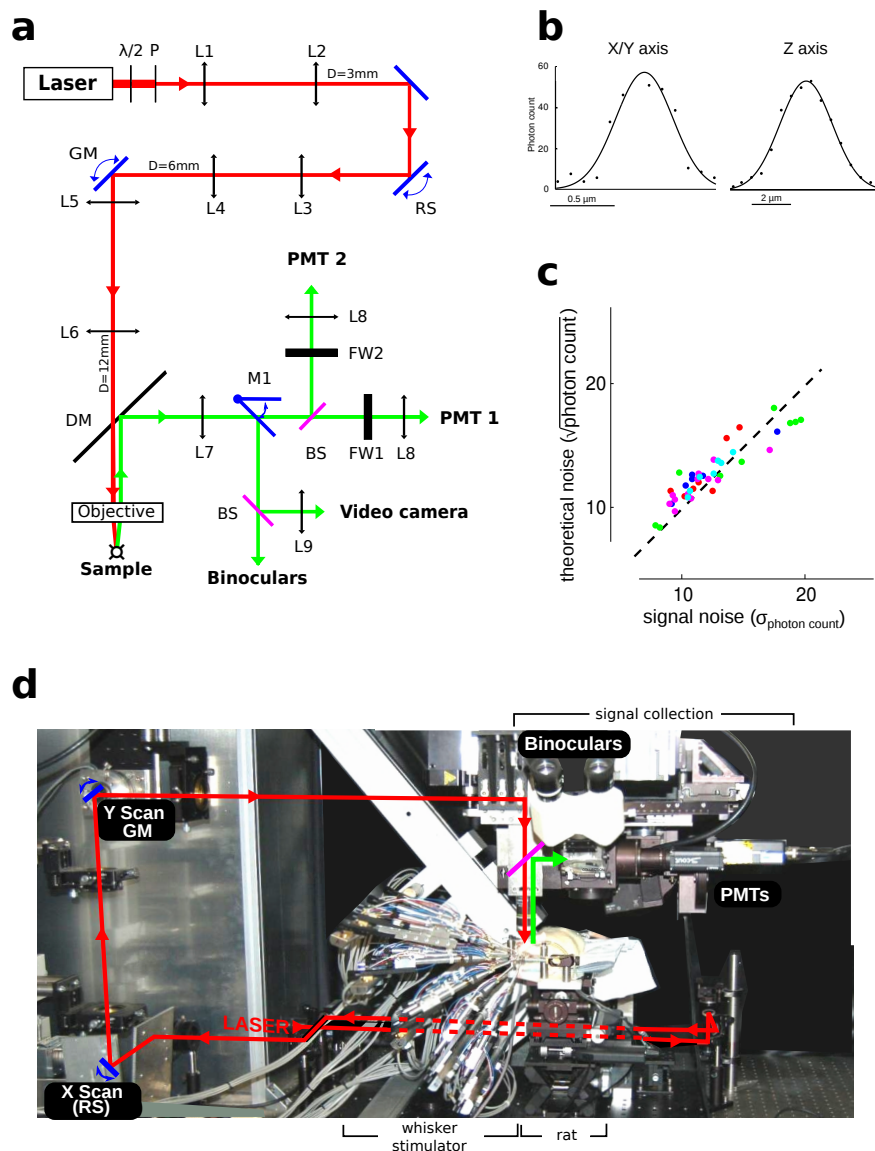 a
λ/2 P L1 L2
D=3mm
Laser
GM
D=6mm
L5
L4 L3
RS
PMT 2
L6
D=12mm
L8
FW2
M1
DM
PMT 1
L7
BS
FW1 L8
Objective
BS
Video camera
L9
Sample
Binoculars
b
X/Y axis
Z axis
Photon count
60
40
20
0
0.5 µm
2 µm
c
theoretical noise (√photon count)
20
10
10 20
signal noise (σphoton count)
d
signal collection
Binoculars
Y Scan
GM
PMTs
LASER
X Scan
(RS)
whisker
stimulator
rat